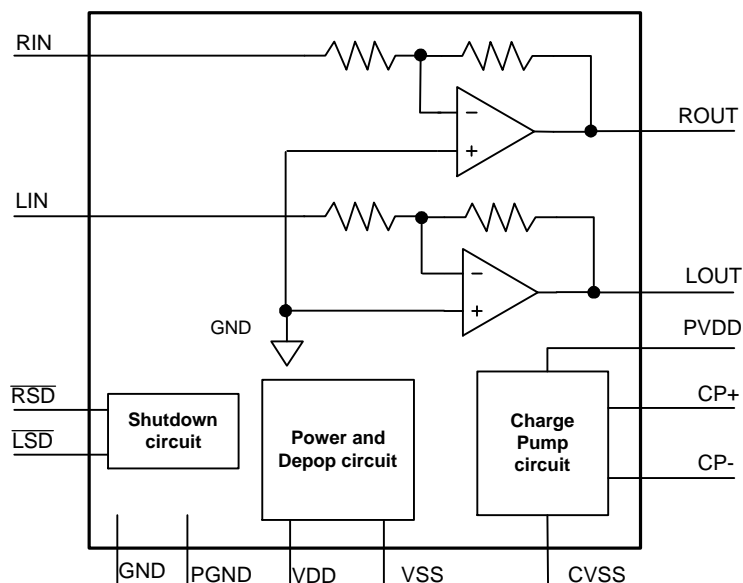 RIN
ROUT
−
+
LIN
LOUT
−
+
GND
PVDD
RSD
LSD
Shutdown
circuit
Power and
Depop circuit
Charge
Pump
circuit
CP+
CP-
GND
PGND
VDD
VSS
CVSS